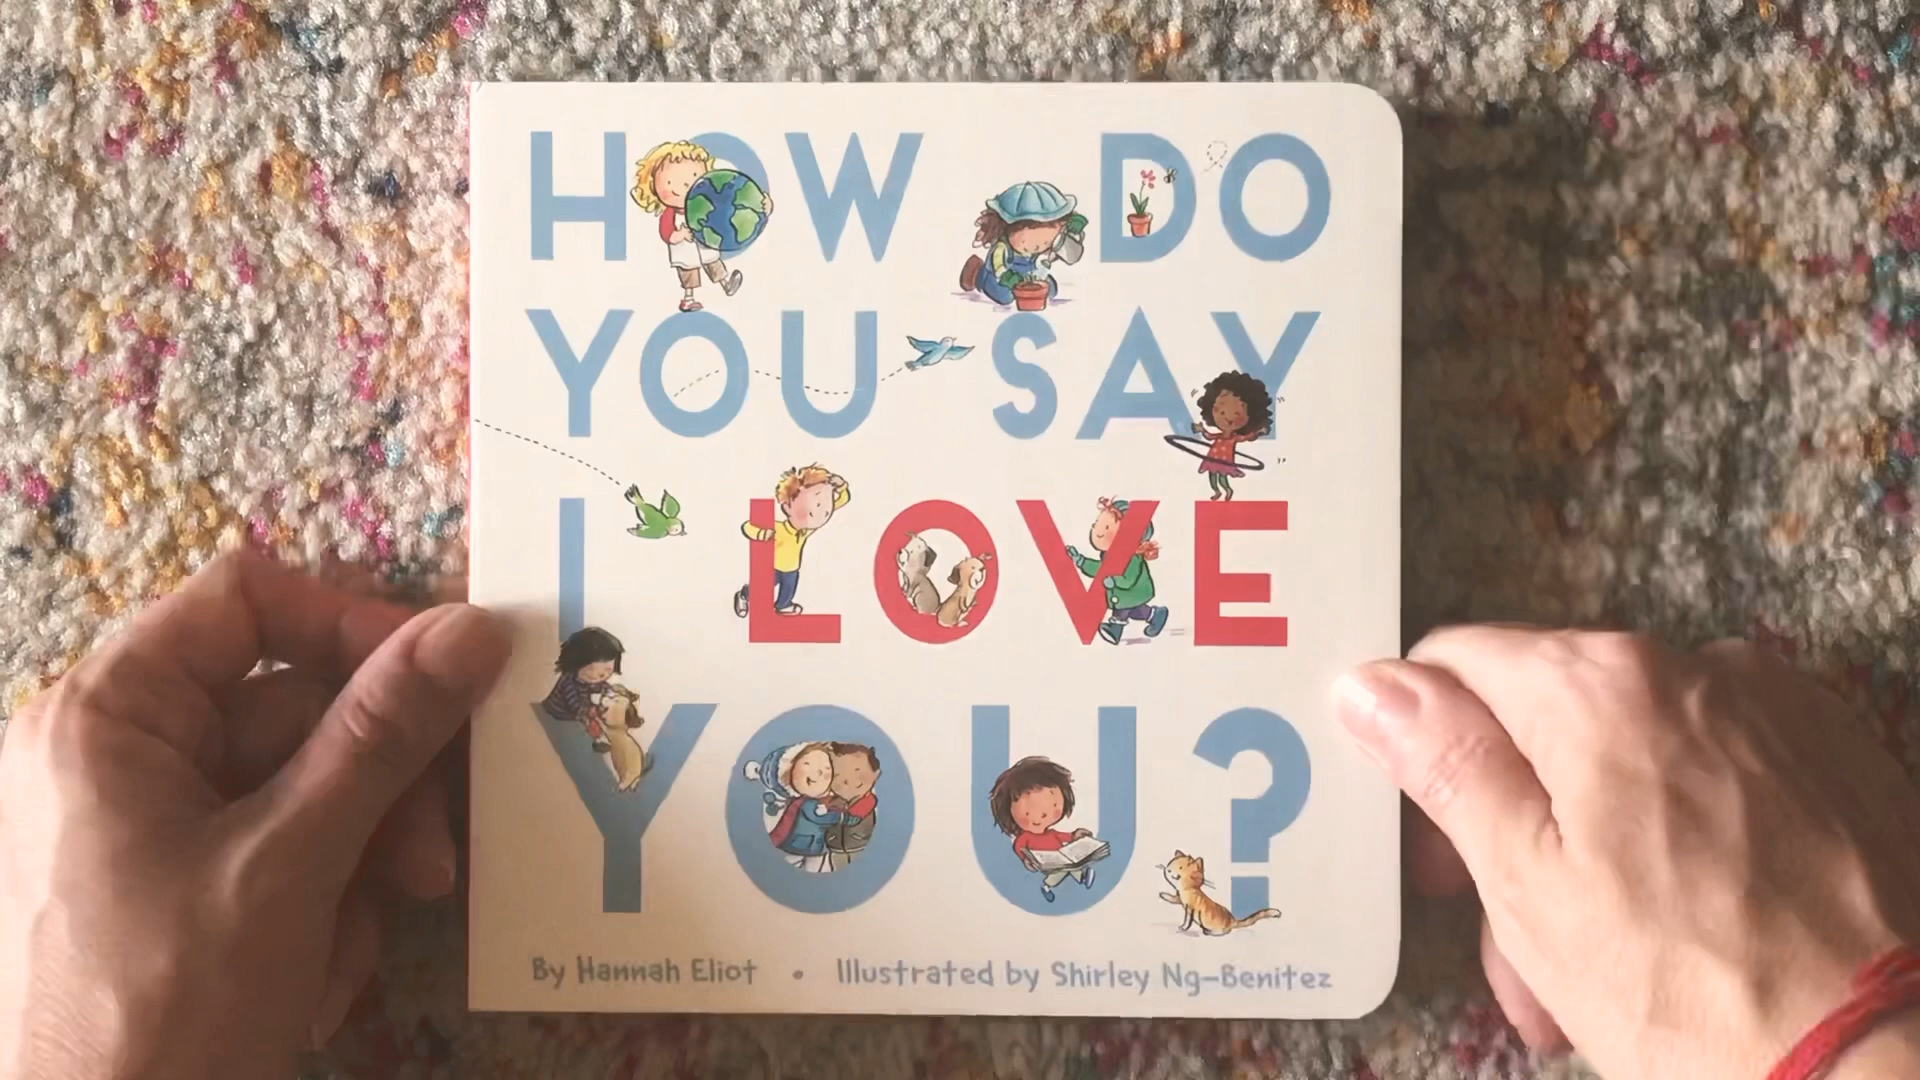 HOW DO
YOU SAY
I LOVE
YOU?
By Hannah Eliot • Illustrated by Shirley Ng-Benitez